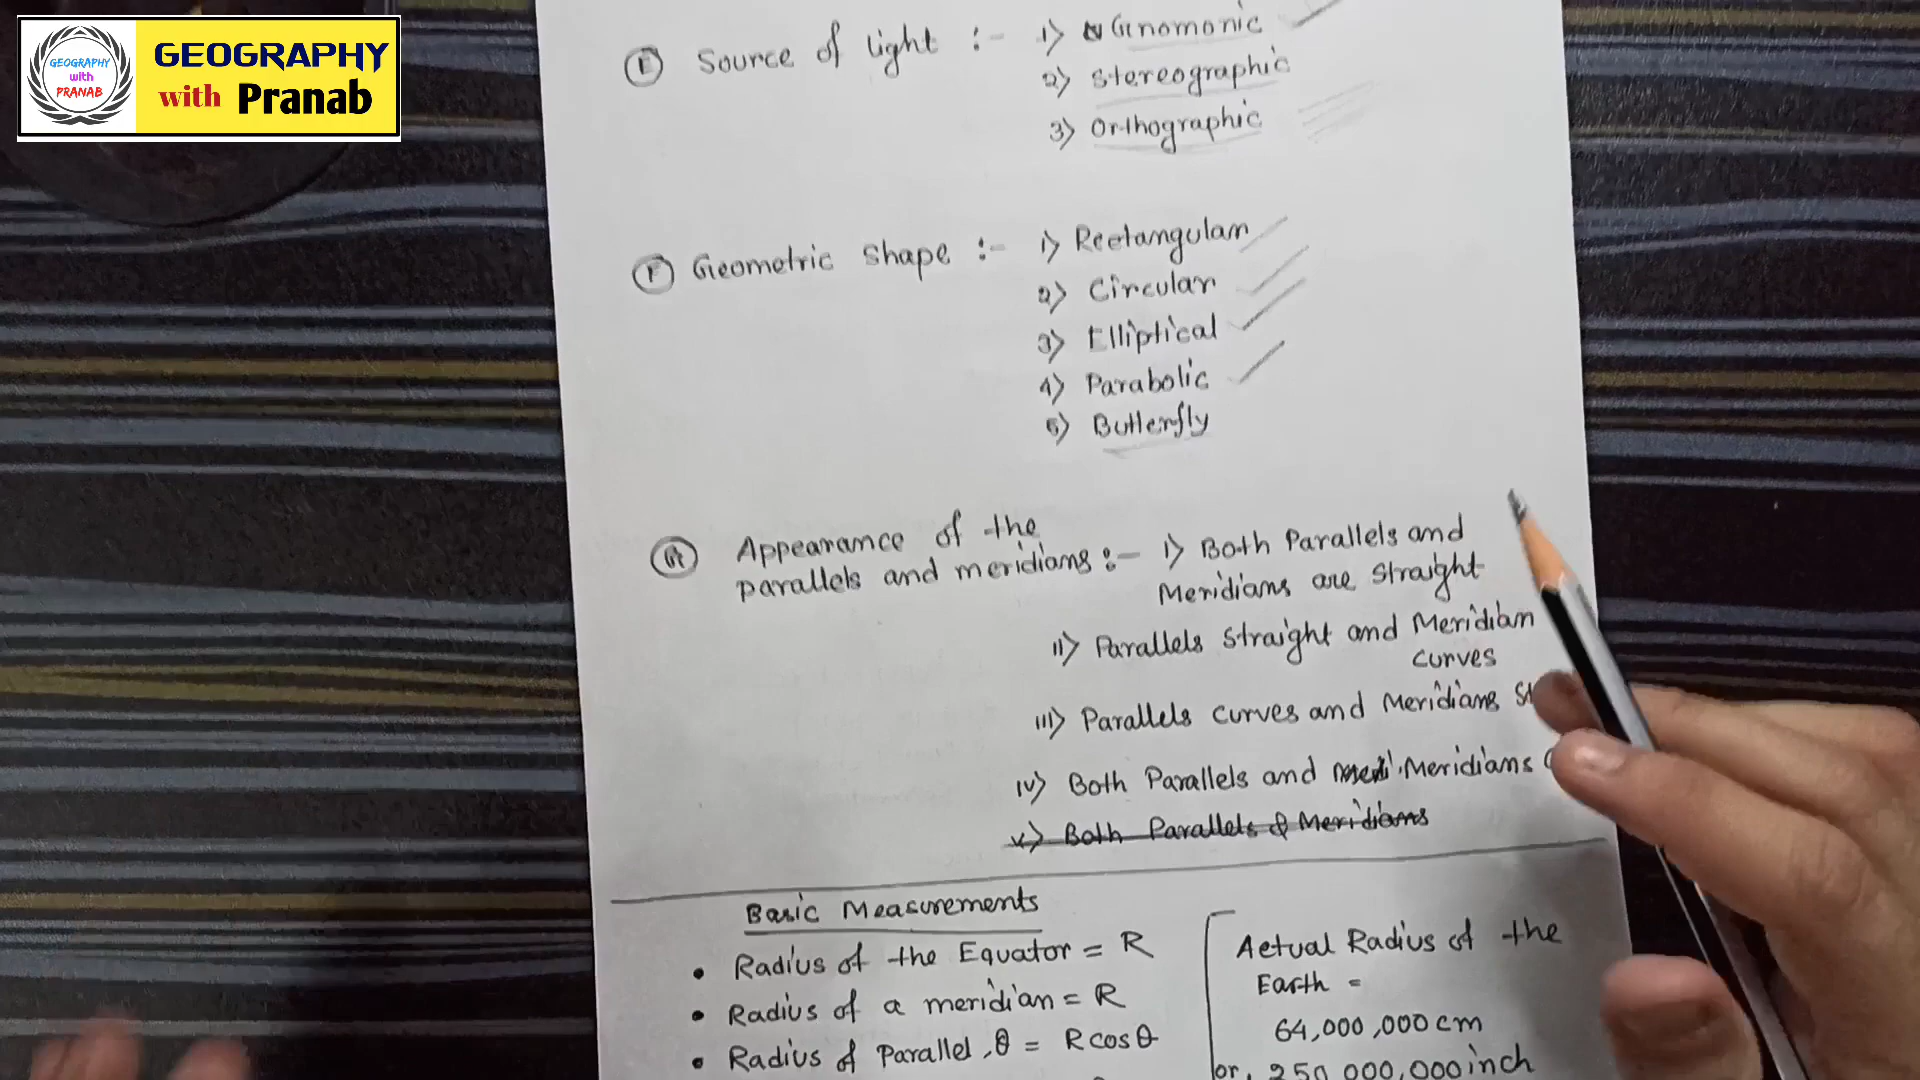 GEOGRAPHY
with
PRANAB
GEOGRAPHY
with Pranab
(E) Source of light :- 1) Gnomonic
2) Stereographic
3) Orthographic
(F) Geometric shape :- 1) Rectangular
2) Circular
3) Elliptical
4) Parabolic
5) Butterfly
(G) Appearance of the
parallels and meridians :- 1) Both Parallels and
Meridians are straight
11) Parallels straight and Meridian
curves
111) Parallels curves and Meridians St
IV) Both Parallels and Meridians
V) Both Parallels & Meridians
Basic Measurements
• Radius of the Equator = R
• Radius of a meridian = R
• Radius of Parallel, θ = R cos θ
Actual Radius of the
Earth =
64,000,000 cm
or, 250,000,000 inch